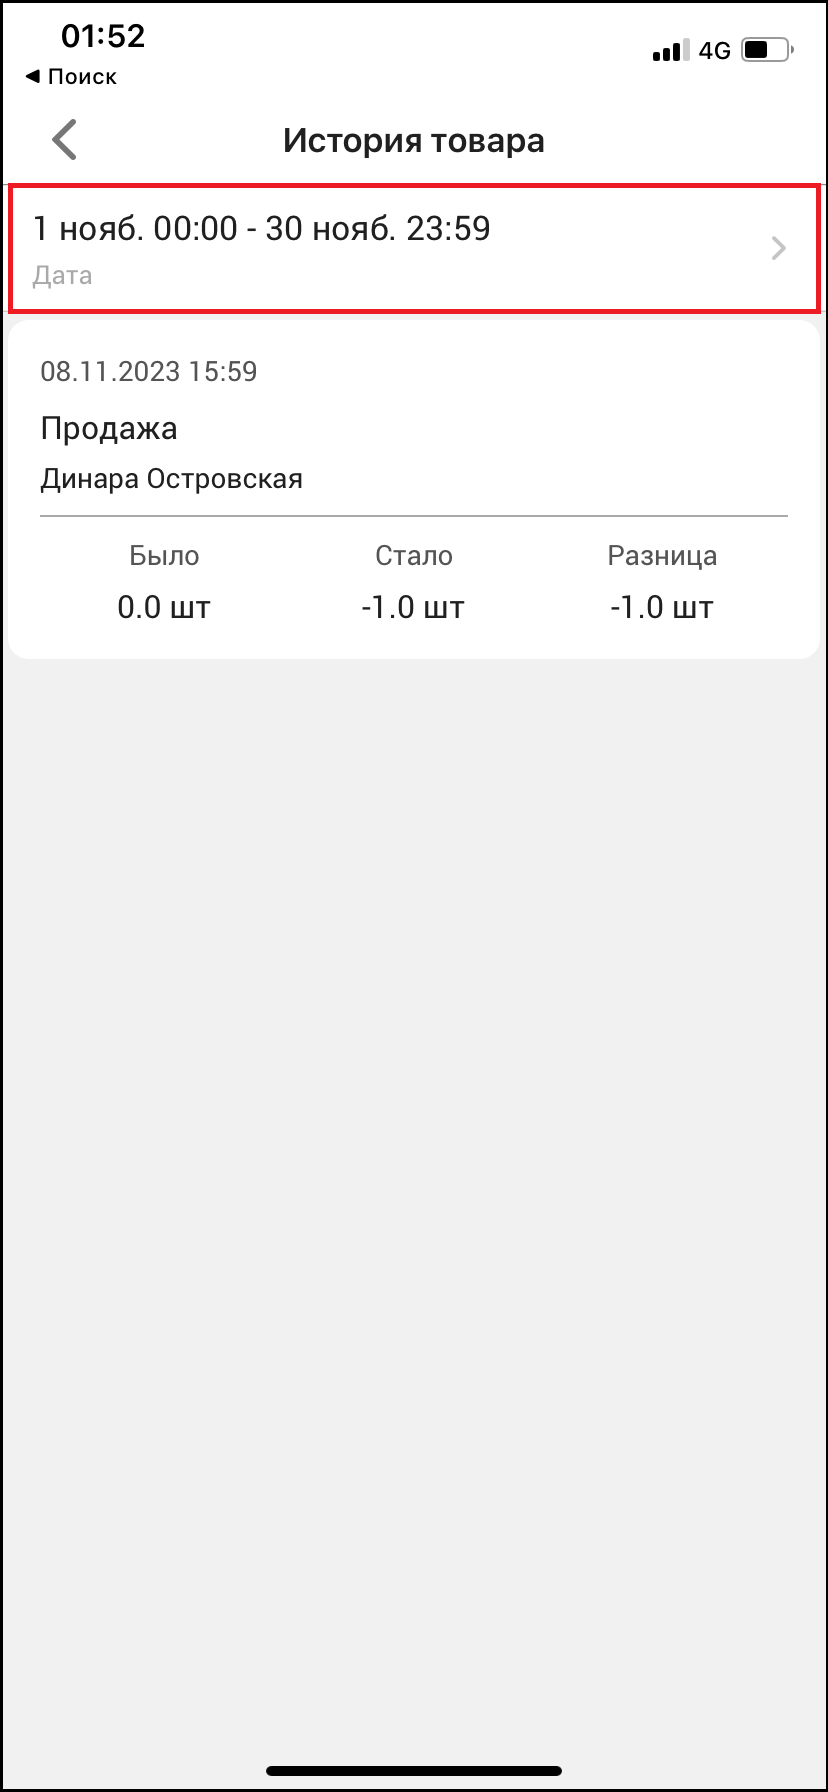 01:52
4G
◀ Поиск
История товара
1 нояб. 00:00 - 30 нояб. 23:59
Дата
08.11.2023 15:59
Продажа
Динара Островская
Было Стало Разница
0.0 шт -1.0 шт -1.0 шт